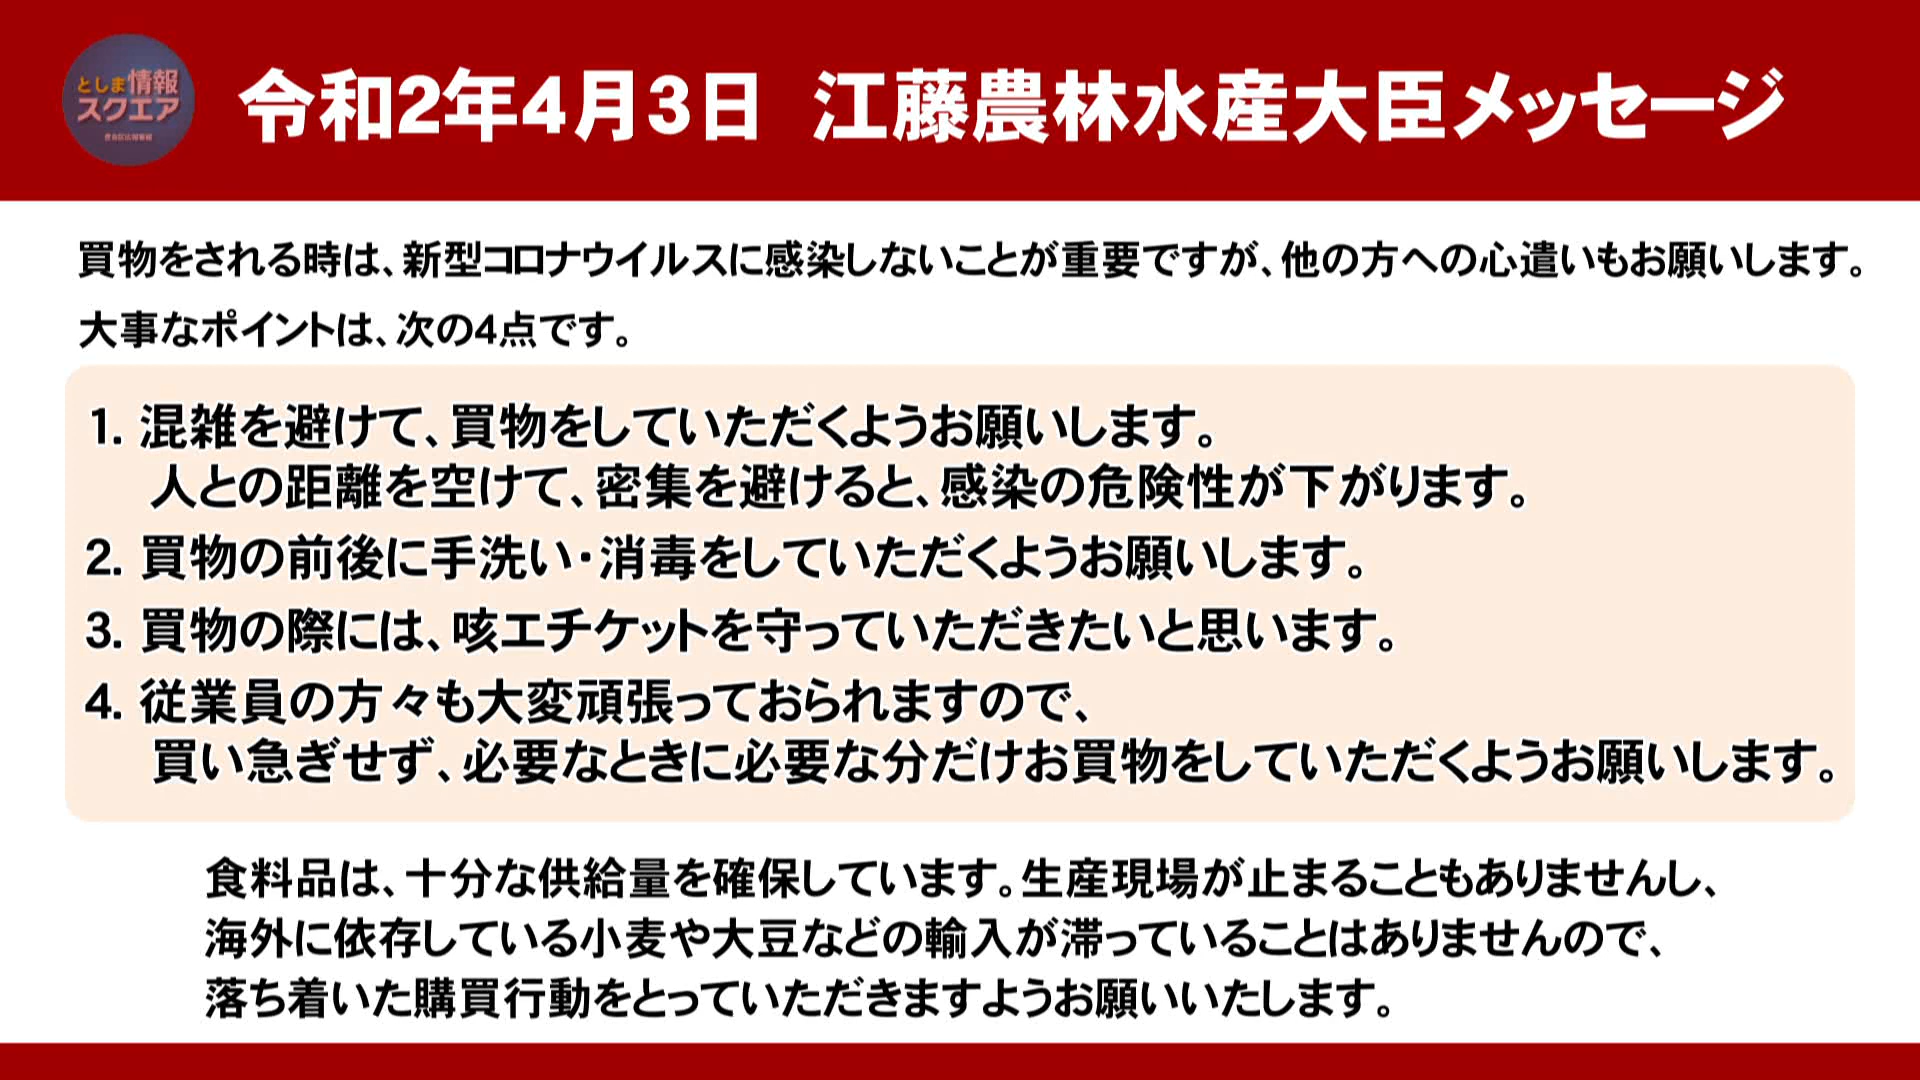 としま情報
スクエア
令和2年4月3日 江藤農林水産大臣メッセージ
買物をされる時は、新型コロナウイルスに感染しないことが重要ですが、他の方への心遣いもお願いします。
大事なポイントは、次の4点です。
1. 混雑を避けて、買物をしていただくようお願いします。
人との距離を空けて、密集を避けると、感染の危険性が下がります。
2. 買物の前後に手洗い・消毒をしていただくようお願いします。
3. 買物の際には、咳エチケットを守っていただきたいと思います。
4. 従業員の方々も大変頑張っておられますので、
買い急ぎせず、必要なときに必要な分だけお買物をしていただくようお願いします。
食料品は、十分な供給量を確保しています。生産現場が止まることもありませんし、
海外に依存している小麦や大豆などの輸入が滞っていることはありませんので、
落ち着いた購買行動をとっていただきますようお願いいたします。